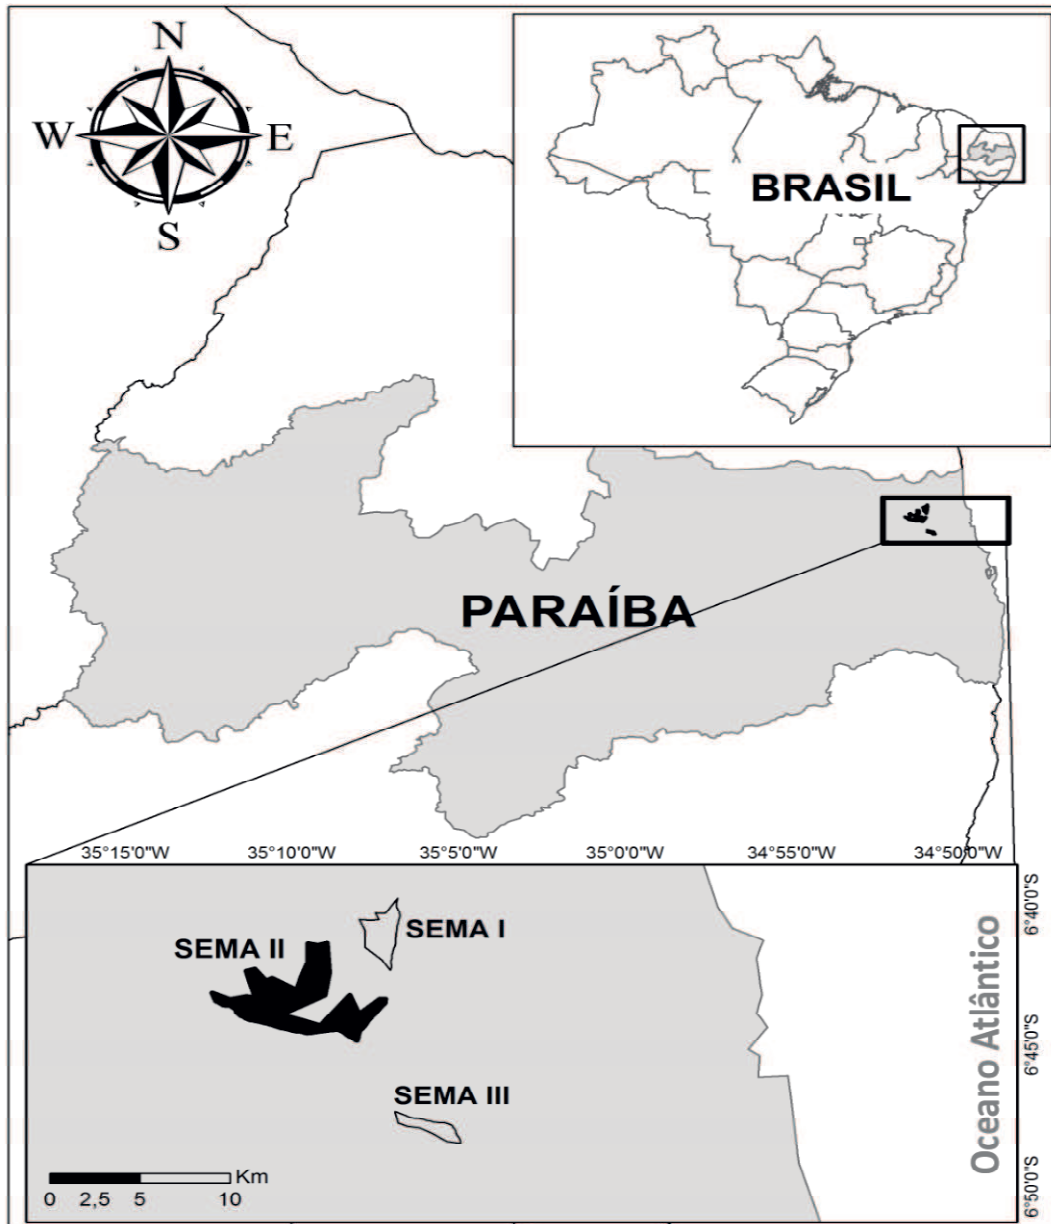 N
W E
S
BRASIL
PARAÍBA
35°15'0"W 35°10'0"W 35°5'0"W 35°0'0"W 34°55'0"W 34°50'0"W
6°40'0"S
6°45'0"S
6°50'0"S
SEMA I
SEMA II
SEMA III
Oceano Atlântico
Km
0 2,5 5 10